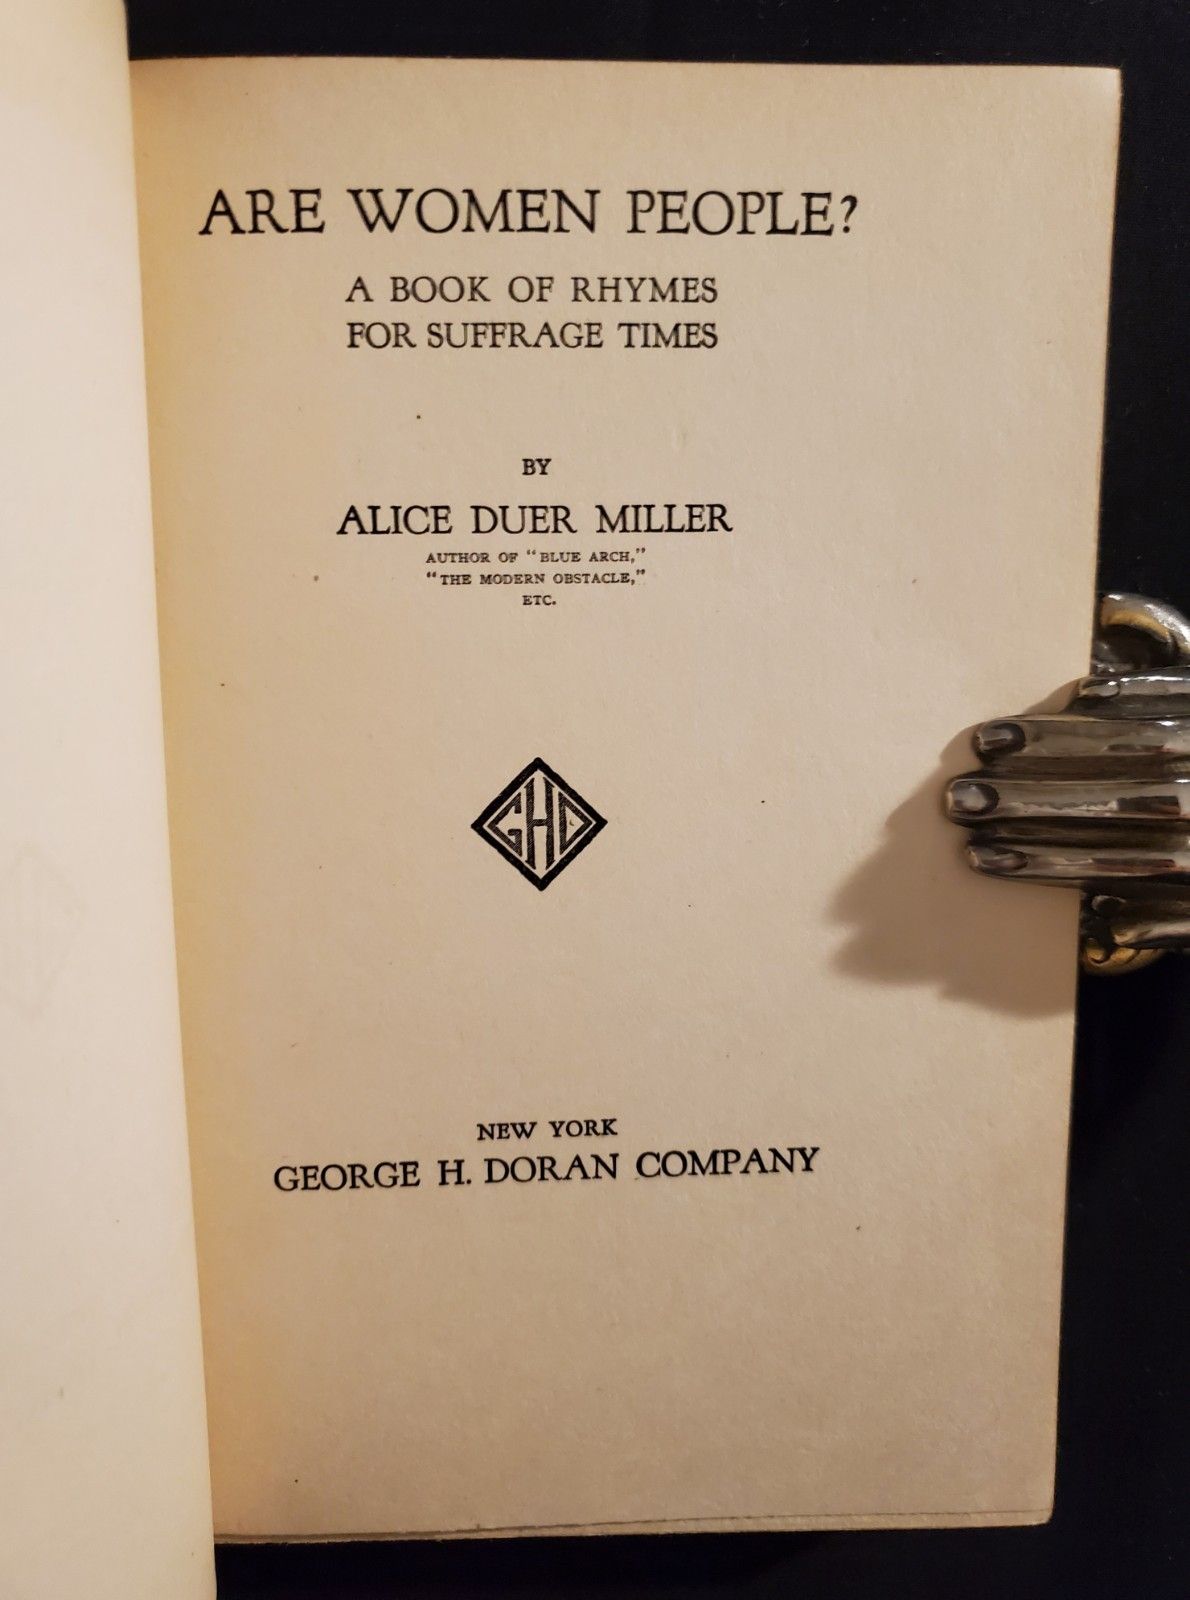 ARE WOMEN PEOPLE?
A BOOK OF RHYMES
FOR SUFFRAGE TIMES
BY
ALICE DUER MILLER
AUTHOR OF "BLUE ARCH,"
"THE MODERN OBSTACLE,"
ETC.
GHD
NEW YORK
GEORGE H. DORAN COMPANY